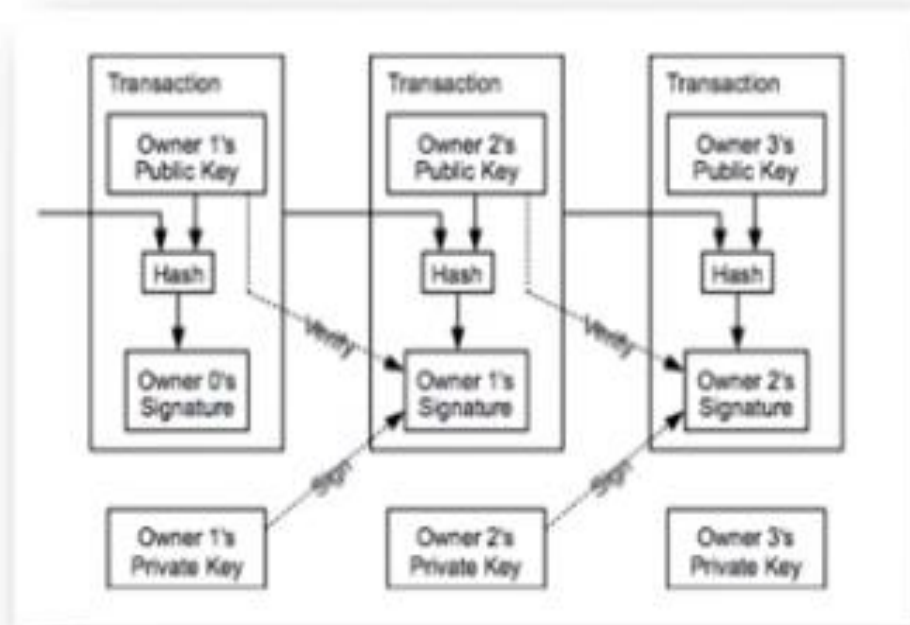 Transaction
Transaction
Transaction
Owner 1's
Public Key
Owner 2's
Public Key
Owner 3's
Public Key
Hash
Hash
Hash
Verify
Verify
Owner 0's
Signature
Owner 1's
Signature
Owner 2's
Signature
Sign
Sign
Owner 1's
Private Key
Owner 2's
Private Key
Owner 3's
Private Key